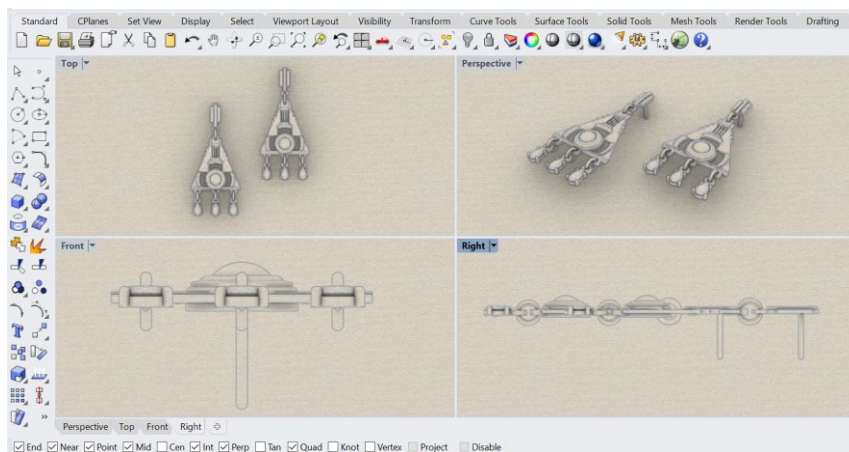 Standard CPlanes Set View Display Select Viewport Layout Visibility Transform Curve Tools Surface Tools Solid Tools Mesh Tools Render Tools Drafting
Top
Perspective
Front
Right
Perspective Top Front Right
End Near Point Mid Cen Int Perp Tan Quad Knot Vertex Project Disable